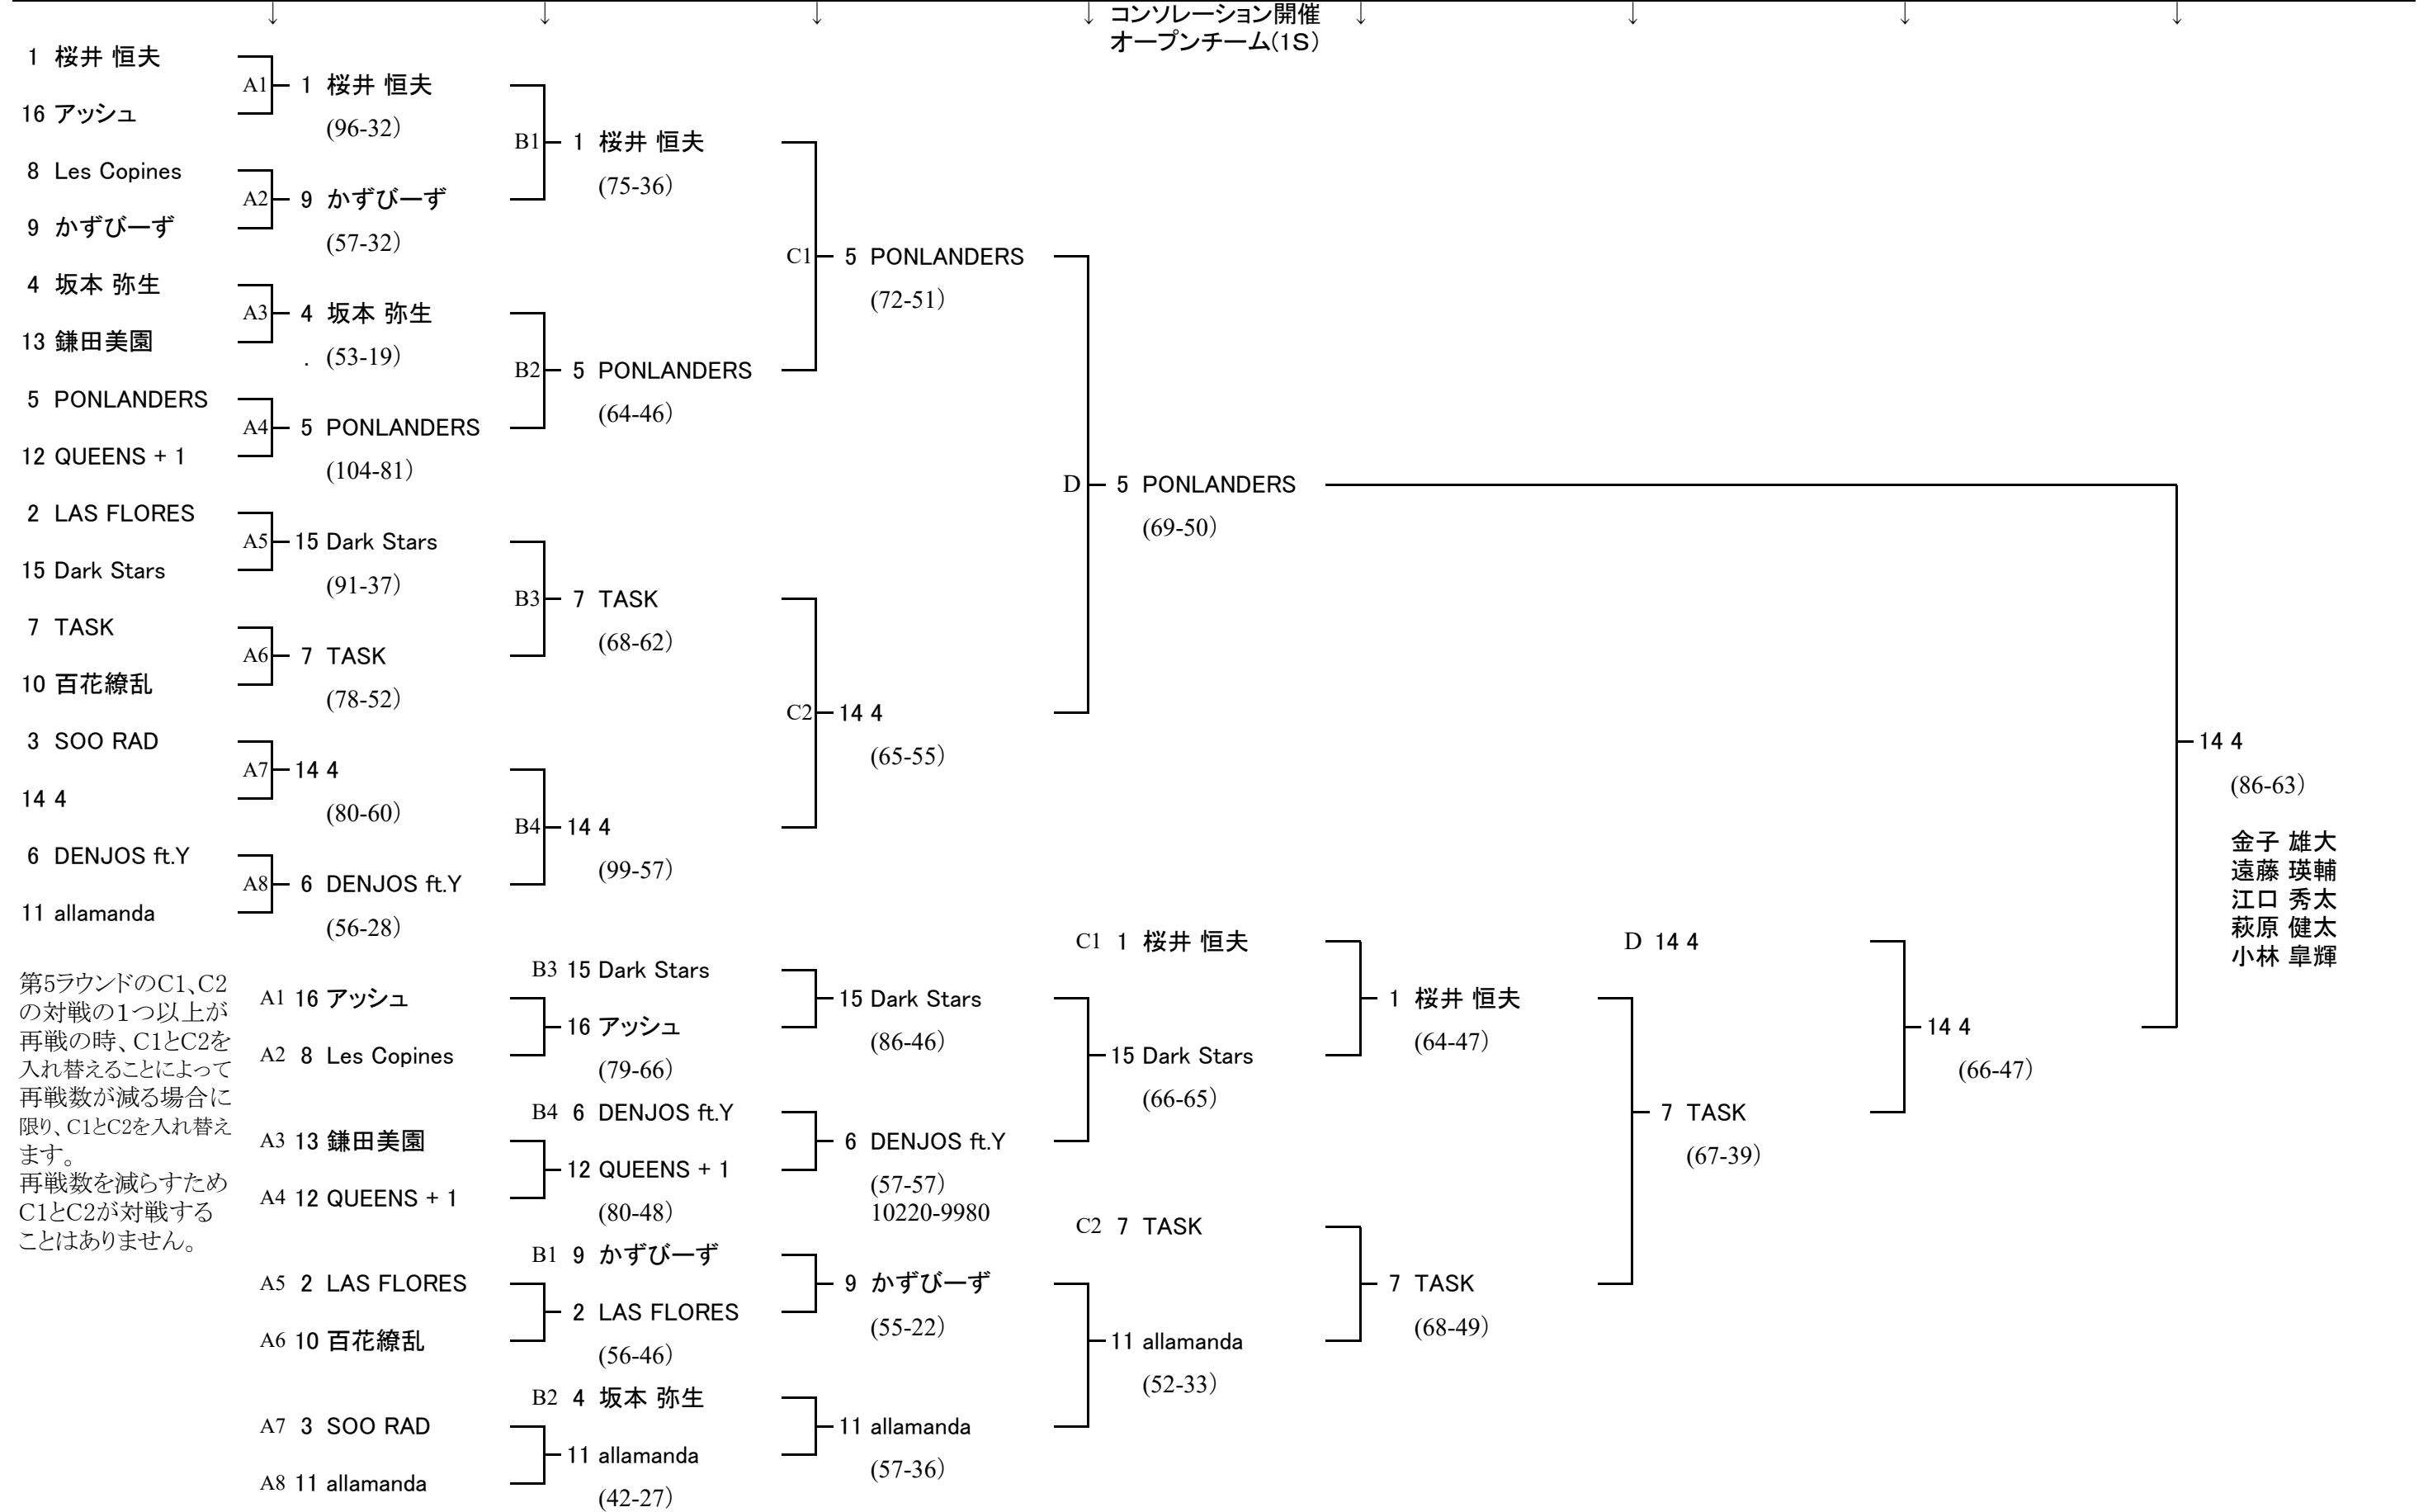 ↓ ↓ ↓ ↓ コンソレーション開催 ↓ ↓ ↓ ↓
オープンチーム(1S)
1 桜井 恒夫
A1 1 桜井 恒夫
16 アッシュ
(96-32)
B1 1 桜井 恒夫
8 Les Copines
(75-36)
A2 9 かずびーず
9 かずびーず
(57-32)
C1 5 PONLANDERS
4 坂本 弥生
(72-51)
A3 4 坂本 弥生
13 鎌田美園
. (53-19)
B2 5 PONLANDERS
5 PONLANDERS
(64-46)
A4 5 PONLANDERS
12 QUEENS + 1
(104-81)
D 5 PONLANDERS
2 LAS FLORES
(69-50)
A5 15 Dark Stars
15 Dark Stars
(91-37)
B3 7 TASK
7 TASK
(68-62)
A6 7 TASK
10 百花繚乱
(78-52)
C2 14 4
3 SOO RAD
14 4
(65-55)
A7 14 4
(86-63)
14 4
(80-60)
B4 14 4
金子 雄大
遠藤 瑛輔
江口 秀太
萩原 健太
小林 皐輝
6 DENJOS ft.Y
(99-57)
A8 6 DENJOS ft.Y
11 allamanda
(56-28)
C1 1 桜井 恒夫
D 14 4
第5ラウンドのC1、C2
の対戦の1つ以上が
再戦の時、C1とC2を
入れ替えることによって
再戦数が減る場合に
限り、C1とC2を入れ替え
ます。
再戦数を減らすため
C1とC2が対戦する
ことはありません。
B3 15 Dark Stars
A1 16 アッシュ
15 Dark Stars
1 桜井 恒夫
16 アッシュ
14 4
(86-46)
(64-47)
A2 8 Les Copines
15 Dark Stars
(79-66)
(66-47)
(66-65)
B4 6 DENJOS ft.Y
7 TASK
A3 13 鎌田美園
6 DENJOS ft.Y
(67-39)
12 QUEENS + 1
(57-57)
A4 12 QUEENS + 1
(80-48)
10220-9980
C2 7 TASK
B1 9 かずびーず
A5 2 LAS FLORES
9 かずびーず
7 TASK
2 LAS FLORES
(55-22)
(68-49)
A6 10 百花繚乱
11 allamanda
(56-46)
(52-33)
B2 4 坂本 弥生
A7 3 SOO RAD
11 allamanda
11 allamanda
(57-36)
A8 11 allamanda
(42-27)